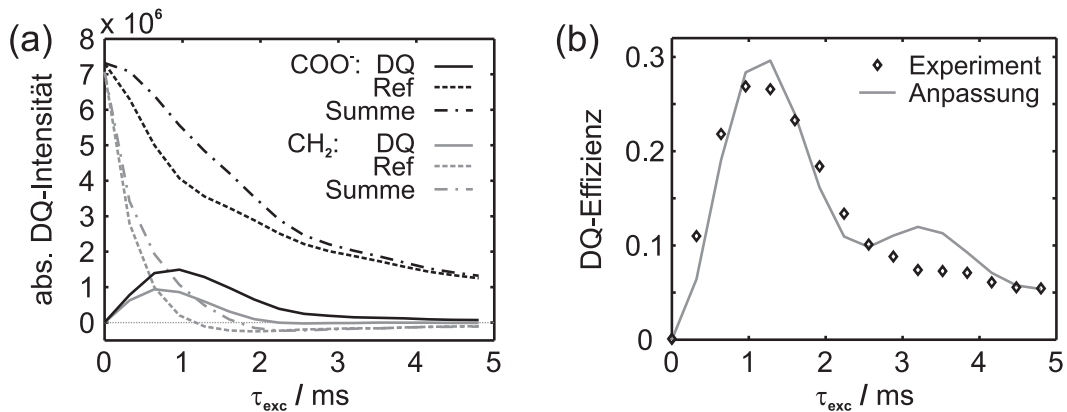 (a)
x 10⁶
8
7
6
5
4
3
2
1
0
abs. DQ-Intensität
COO⁻: DQ
Ref
Summe
CH₂: DQ
Ref
Summe
0 1 2 3 4 5
τexc / ms
(b)
0.3
0.2
0.1
0
DQ-Effizienz
Experiment
Anpassung
0 1 2 3 4 5
τexc / ms